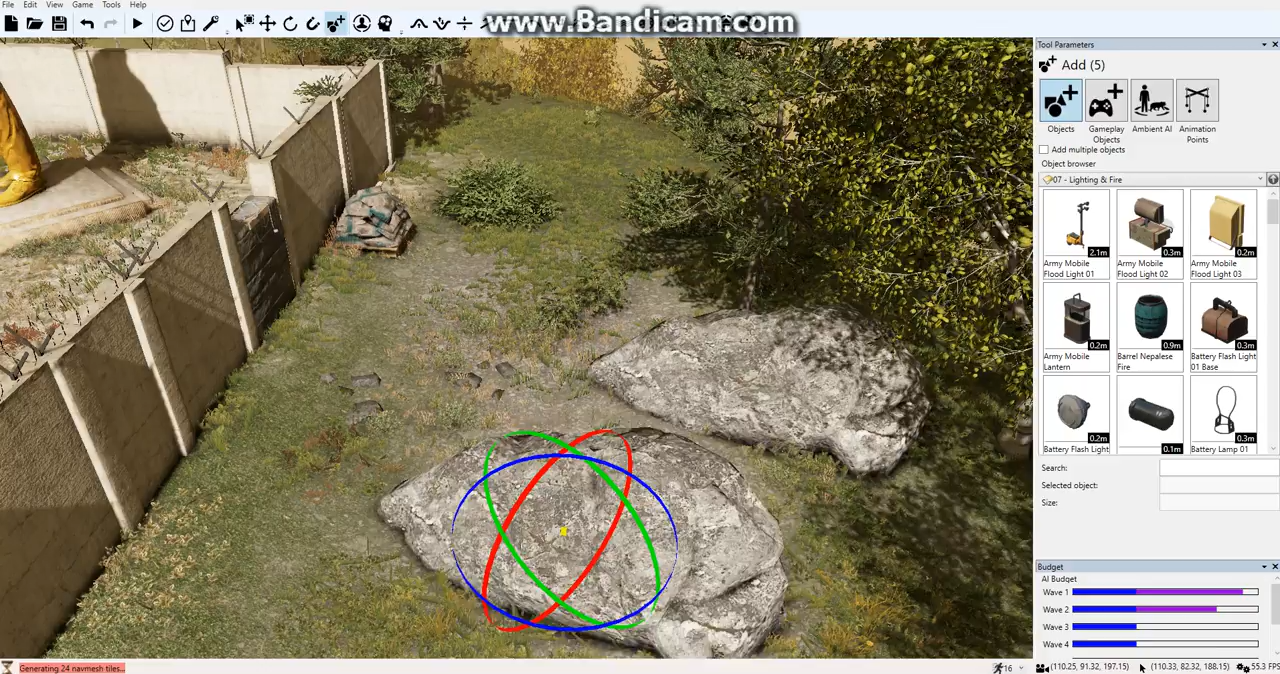 File Edit View Game Tools Help
www.Bandicam.com
Tool Parameters
Add (5)
Objects
Gameplay Objects
Ambient AI
Animation Points
Add multiple objects
Object browser
07 - Lighting & Fire
2.1m
0.3m
0.2m
Army Mobile Flood Light 01
Army Mobile Flood Light 02
Army Mobile Flood Light 03
0.2m
0.9m
0.3m
Army Mobile Lantern
Barrel Nepalese Fire
Battery Flash Light 01 Base
0.2m
0.1m
0.3m
Battery Flash Light
Battery Lamp 01
Search:
Selected object:
Size:
Budget
AI Budget
Wave 1
Wave 2
Wave 3
Wave 4
Generating 24 navmesh tiles...
16
(110.25, 91.32, 197.15)
(110.33, 82.32, 188.15)
55.3 FPS